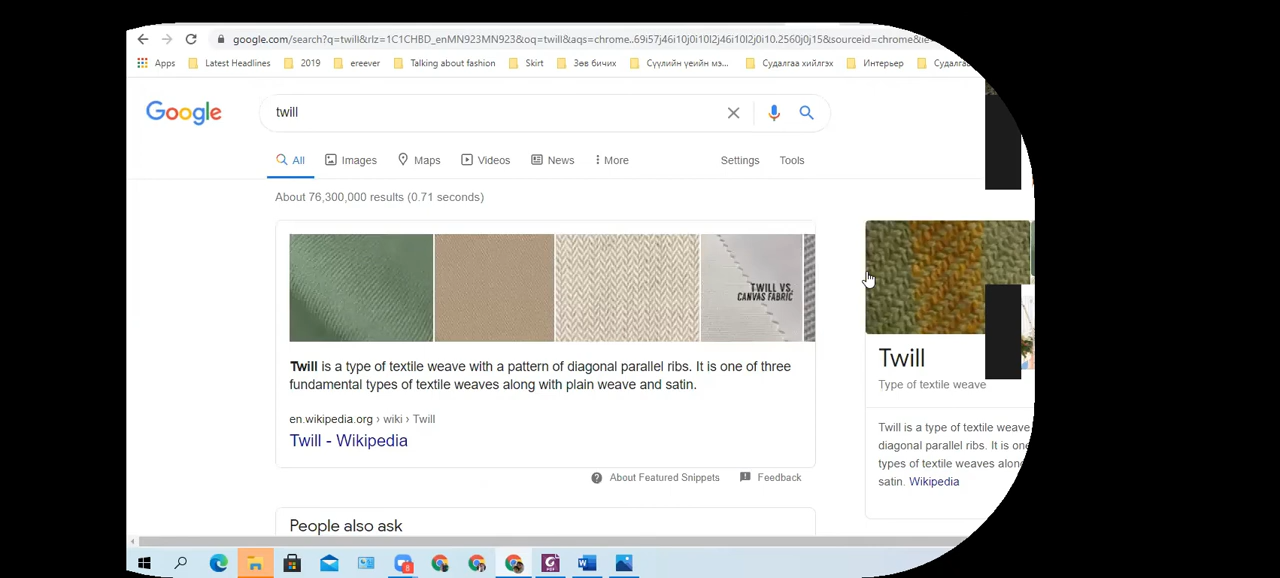 google.com/search?q=twill&rlz=1C1CHBD_enMN923MN923&oq=twill&aqs=chrome..69i57j46i10j0i10l2j46i10l2j0i10.2560j0j15&sourceid=chrome&ie=
Apps Latest Headlines 2019 ereever Talking about fashion Skirt Зөв бичих Сүүлийн үеийн мэ... Судалгаа хийлгэх Интерьер Судалгаа
Google
twill
All Images Maps Videos News More Settings Tools
About 76,300,000 results (0.71 seconds)
TWILL VS.
CANVAS FABRIC
Twill is a type of textile weave with a pattern of diagonal parallel ribs. It is one of three
fundamental types of textile weaves along with plain weave and satin.
en.wikipedia.org › wiki › Twill
Twill - Wikipedia
About Featured Snippets Feedback
People also ask
Twill
Type of textile weave
Twill is a type of textile weave
diagonal parallel ribs. It is one
types of textile weaves along
satin. Wikipedia